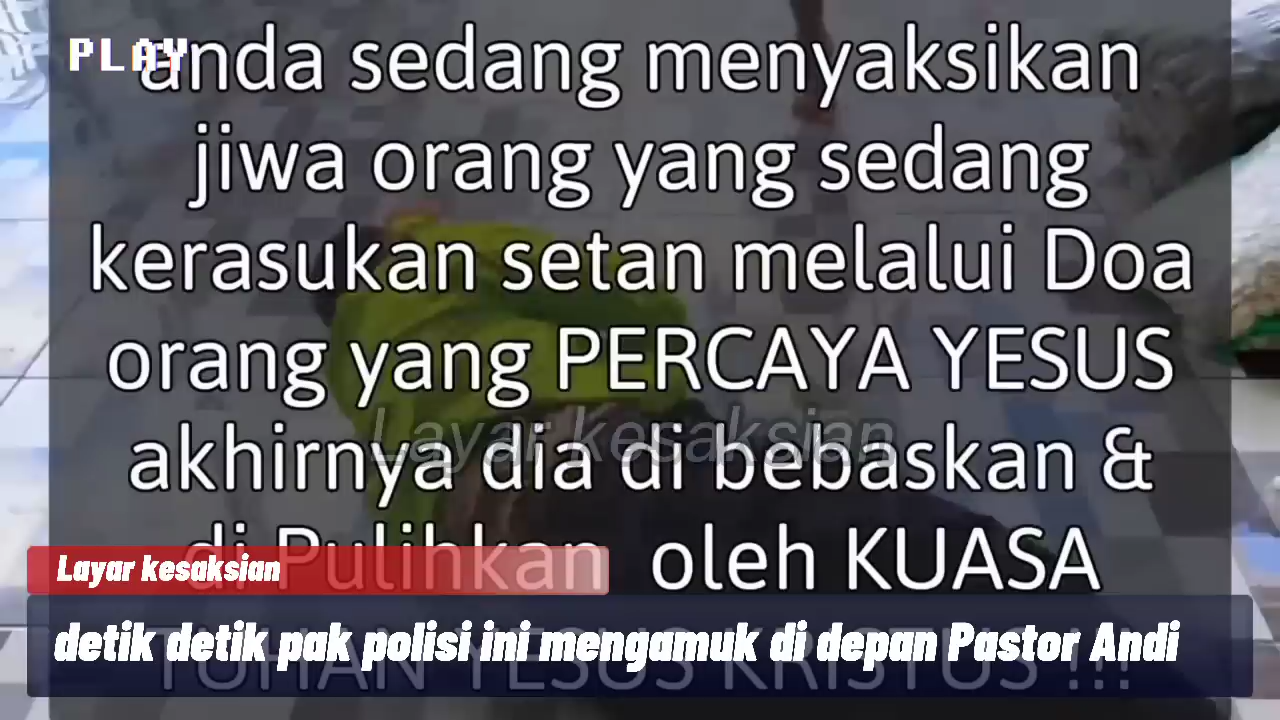 PLAY
anda sedang menyaksikan
jiwa orang yang sedang
kerasukan setan melalui Doa
orang yang PERCAYA YESUS
Layar kesaksian
akhirnya dia di bebaskan &
di Pulihkan oleh KUASA
Layar kesaksian
detik detik pak polisi ini mengamuk di depan Pastor Andi
TUHAN YESUS KRISTUS !!!